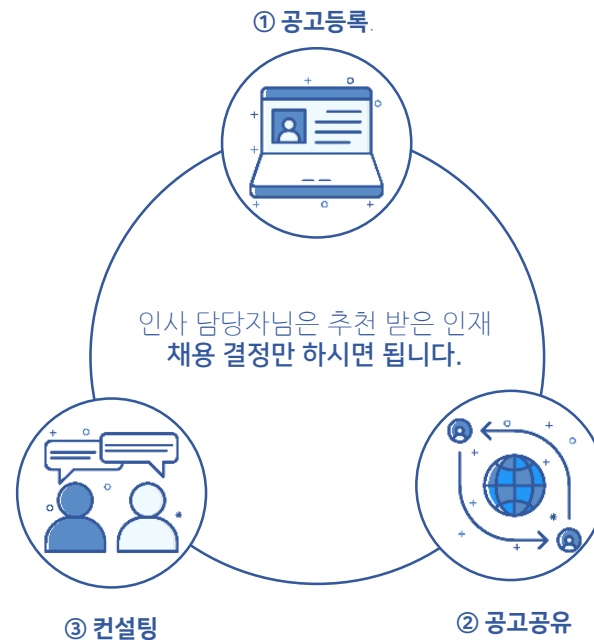 ① 공고등록.
인사 담당자님은 추천 받은 인재
채용 결정만 하시면 됩니다.
③ 컨설팅
② 공고공유